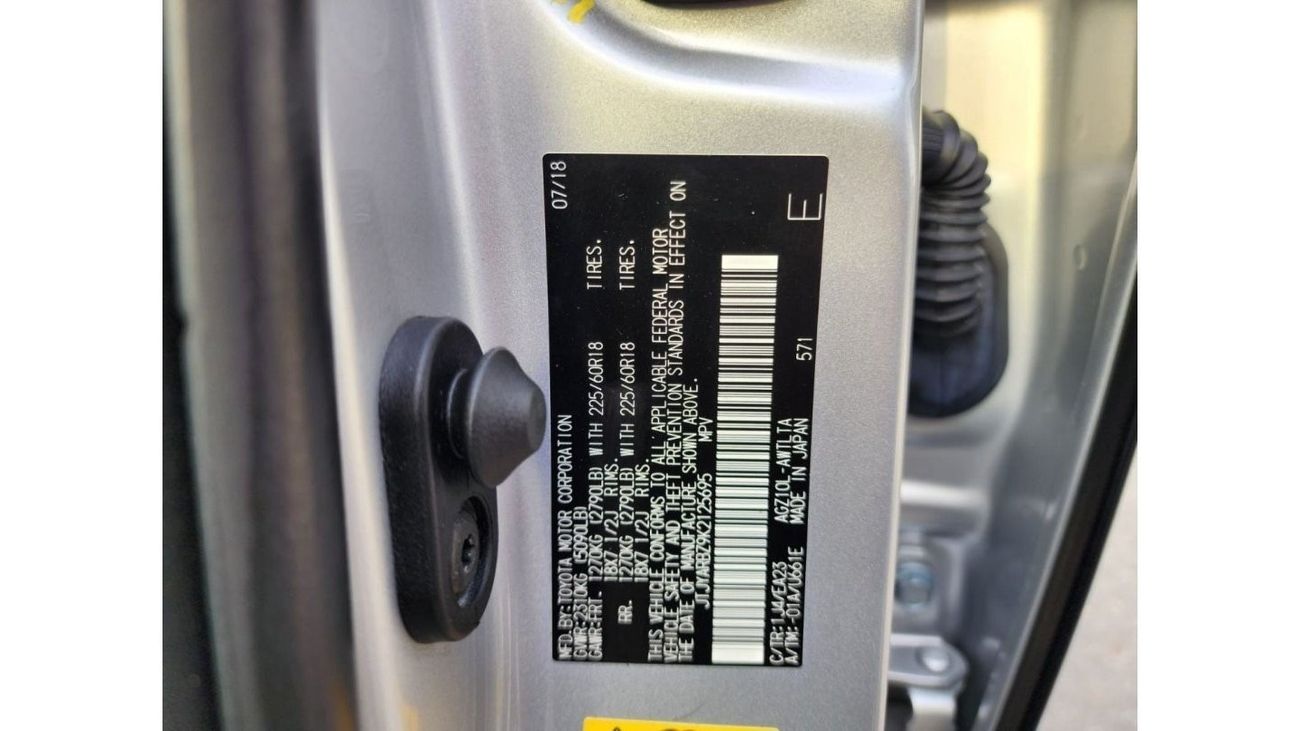 07/18
MFD.BY:TOYOTA MOTOR CORPORATION
GVWR:2310KG (5090LB)
GAWR:FRT. 1270KG (2790LB) WITH 225/60R18 TIRES.
18X7 1/2J RIMS.
RR. 1270KG (2790LB) WITH 225/60R18 TIRES.
18X7 1/2J RIMS.
THIS VEHICLE CONFORMS TO ALL APPLICABLE FEDERAL MOTOR
VEHICLE SAFETY AND THEFT PREVENTION STANDARDS IN EFFECT ON
THE DATE OF MANUFACTURE SHOWN ABOVE.
JTJYARBZ9K2125695 MPV
C/TR:1J4/EA23 AGZ10L-AWTLTA 571
A/TM:-01A/U661E MADE IN JAPAN
E